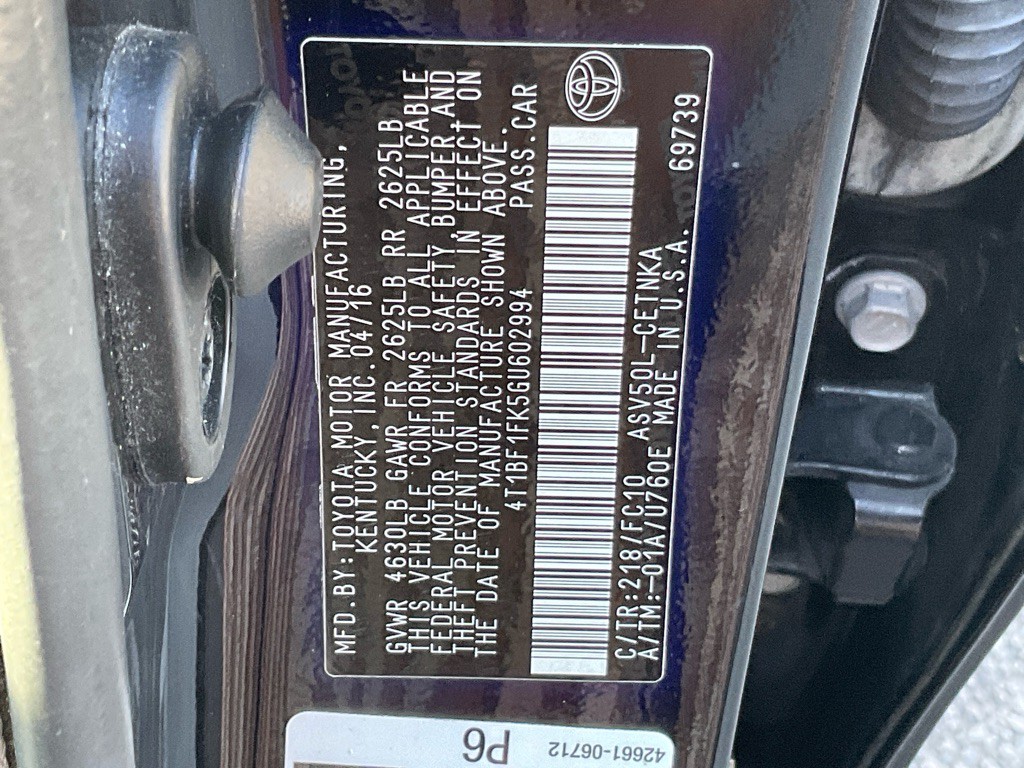 MFD.BY:TOYOTA MOTOR MANUFACTURING,
KENTUCKY,INC.04/16
GVWR 4630LB GAWR FR 2625LB RR 2625LB
THIS VEHICLE CONFORMS TO ALL APPLICABLE
FEDERAL MOTOR VEHICLE SAFETY,BUMPER,AND
THEFT PREVENTION STANDARDS IN EFFECT ON
THE DATE OF MANUFACTURE SHOWN ABOVE.
4T1BF1FK5GU602994 PASS.CAR
C/TR:218/FC10 ASV50L-CETNKA
A/TM:-01A/U760E MADE IN U.S.A. 69739
P6
42661-06712